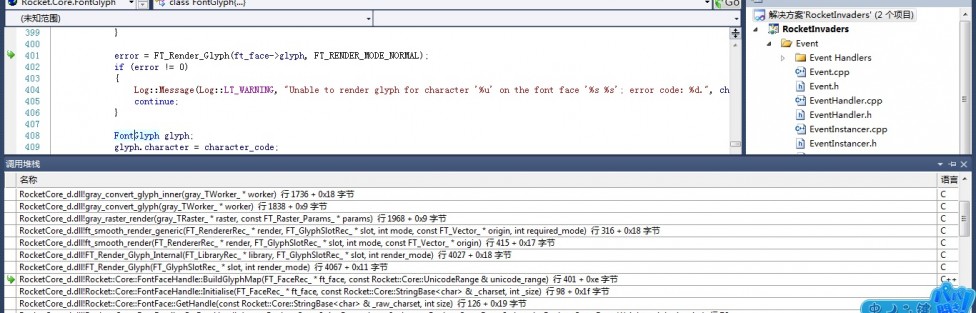 Rocket.Core.FontGlyph
class FontGlyph{...}
Go
(未知范围)
399 }
400
401 error = FT_Render_Glyph(ft_face->glyph, FT_RENDER_MODE_NORMAL);
402 if (error != 0)
403 {
404 Log::Message(Log::LT_WARNING, "Unable to render glyph for character '%u' on the font face '%s %s'; error code: %d.", ch
405 continue;
406 }
407
408 FontGlyph glyph;
409 glyph.character = character_code;
解决方案'RocketInvaders' (2 个项目)
RocketInvaders
Event
Event Handlers
Event.cpp
Event.h
EventHandler.cpp
EventHandler.h
EventInstancer.cpp
EventInstancer.h
调用堆栈
名称 语言
RocketCore_d.dll!gray_convert_glyph_inner(gray_TWorker_ * worker) 行 1736 + 0x18 字节 C
RocketCore_d.dll!gray_convert_glyph(gray_TWorker_ * worker) 行 1838 + 0x9 字节 C
RocketCore_d.dll!gray_raster_render(gray_TRaster_ * raster, const FT_Raster_Params_ * params) 行 1968 + 0x9 字节 C
RocketCore_d.dll!ft_smooth_render_generic(FT_RendererRec_ * render, FT_GlyphSlotRec_ * slot, int mode, const FT_Vector_ * origin, int required_mode) 行 316 + 0x18 字节 C
RocketCore_d.dll!ft_smooth_render(FT_RendererRec_ * render, FT_GlyphSlotRec_ * slot, int mode, const FT_Vector_ * origin) 行 415 + 0x17 字节 C
RocketCore_d.dll!FT_Render_Glyph_Internal(FT_LibraryRec_ * library, FT_GlyphSlotRec_ * slot, int render_mode) 行 4027 + 0x18 字节 C
RocketCore_d.dll!FT_Render_Glyph(FT_GlyphSlotRec_ * slot, int render_mode) 行 4067 + 0x11 字节 C
RocketCore_d.dll!Rocket::Core::FontFaceHandle::BuildGlyphMap(FT_FaceRec_ * ft_face, const Rocket::Core::UnicodeRange & unicode_range) 行 401 + 0xe 字节 C++
RocketCore_d.dll!Rocket::Core::FontFaceHandle::Initialise(FT_FaceRec_ * ft_face, const Rocket::Core::StringBase<char> & _charset, int _size) 行 98 + 0x1f 字节
RocketCore_d.dll!Rocket::Core::FontFace::GetHandle(const Rocket::Core::StringBase<char> & _raw_charset, int size) 行 126 + 0x19 字节